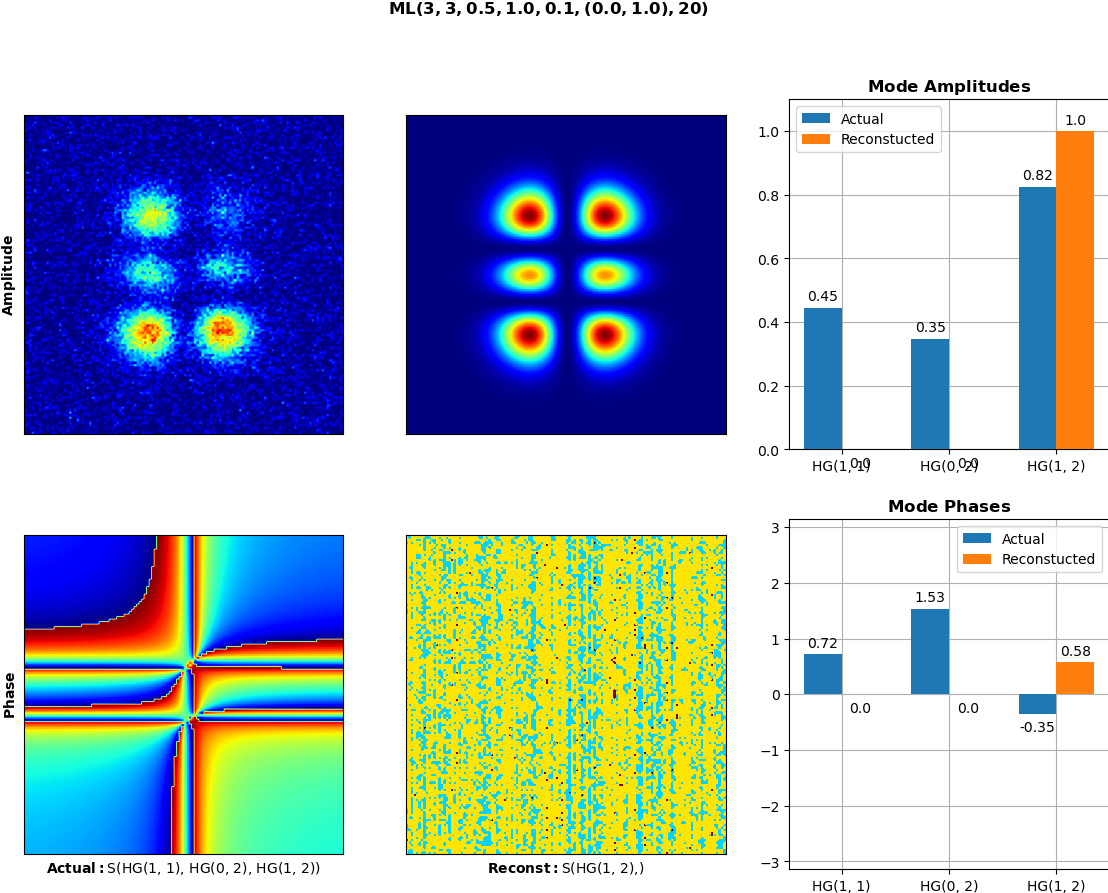 ML(3, 3, 0.5, 1.0, 0.1, (0.0, 1.0), 20)
Amplitude
Mode Amplitudes
Actual
Reconstucted
1.0
0.8
0.6
0.4
0.2
0.0
0.45
0.35
0.82
1.0
0.0
0.0
HG(1, 1)
HG(0, 2)
HG(1, 2)
Phase
Actual: S(HG(1, 1), HG(0, 2), HG(1, 2))
Reconst: S(HG(1, 2),)
Mode Phases
Actual
Reconstucted
3
2
1
0
−1
−2
−3
0.72
1.53
-0.35
0.58
0.0
0.0
HG(1, 1)
HG(0, 2)
HG(1, 2)